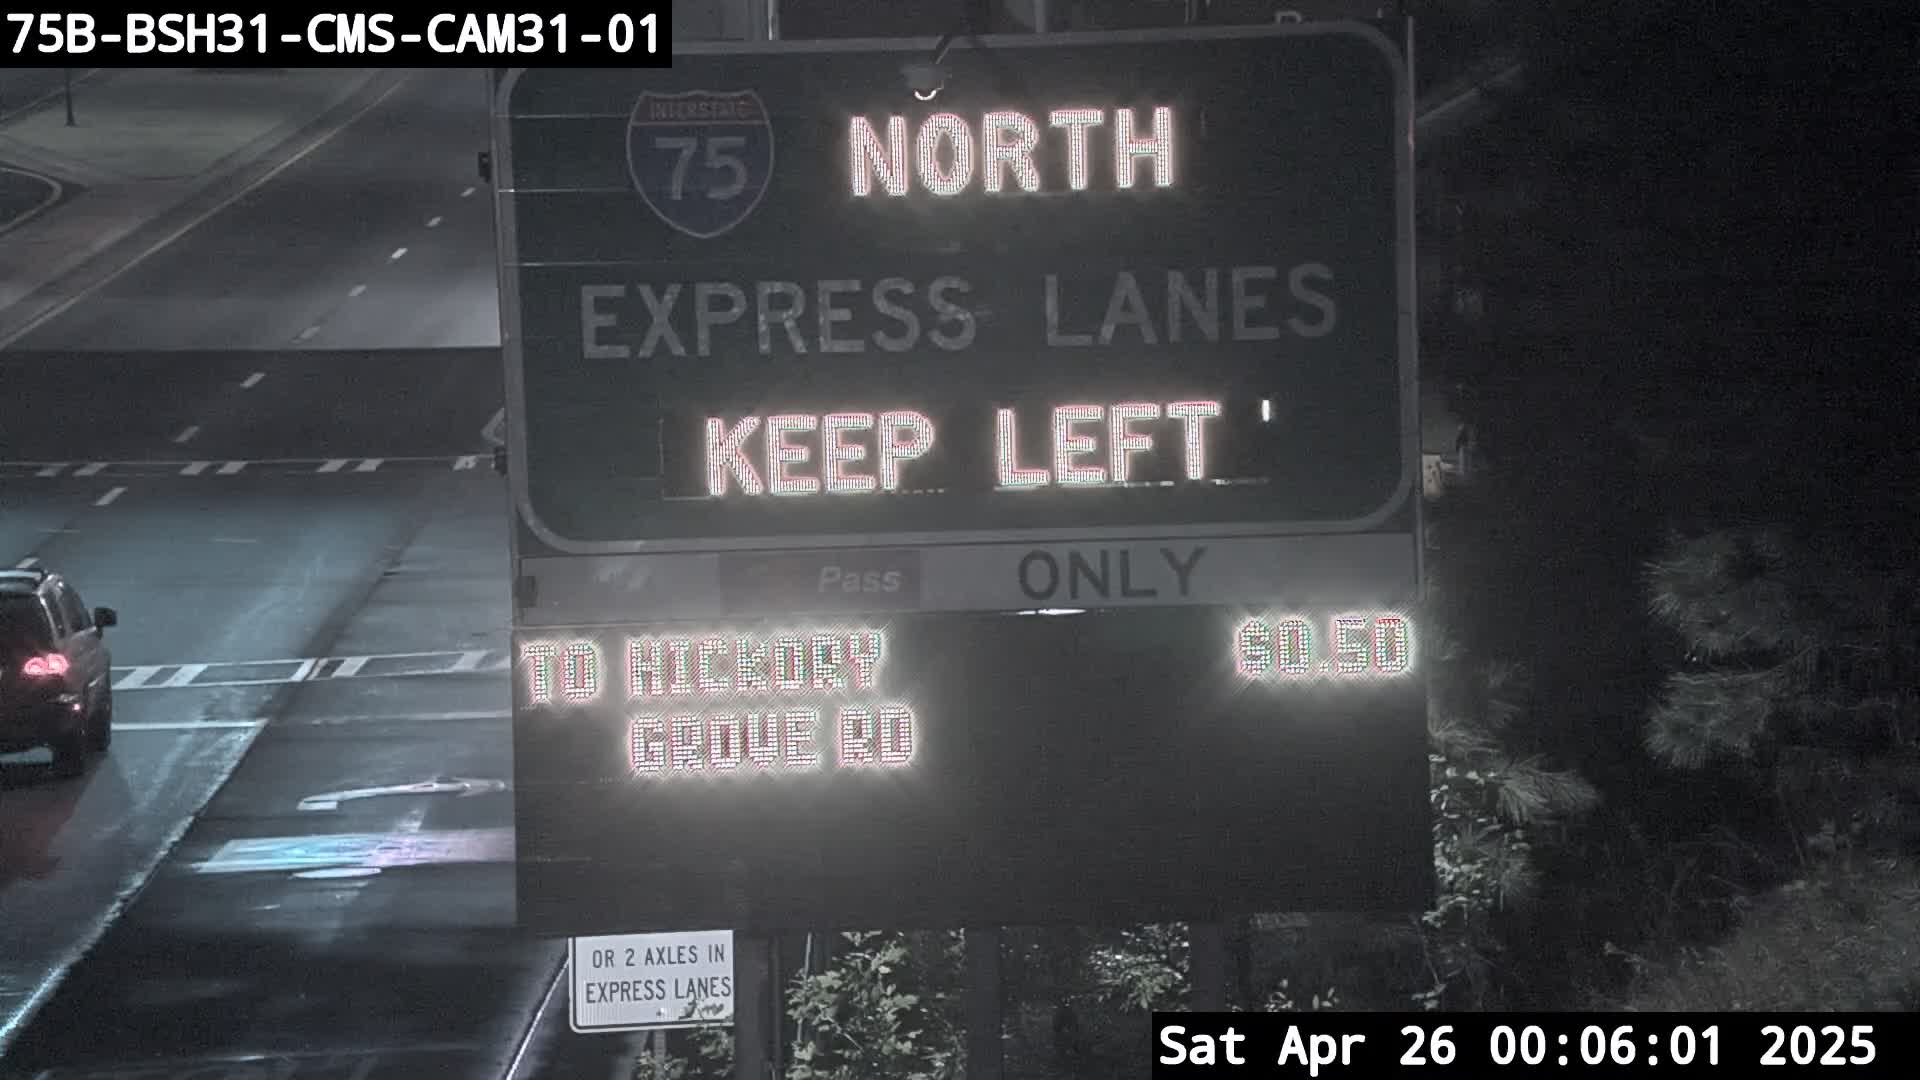 75B-BSH31-CMS-CAM31-01
INTERSTATE
75
NORTH
EXPRESS LANES
KEEP LEFT
Pass ONLY
TO HICKORY $0.50
GROVE RD
OR 2 AXLES IN
EXPRESS LANES
Sat Apr 26 00:06:01 2025